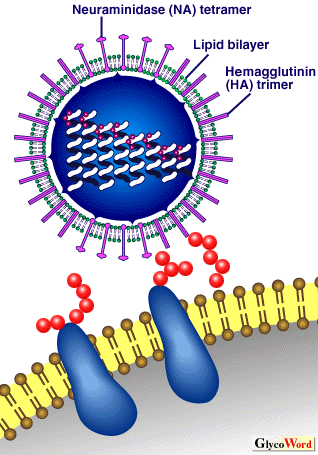 Neuraminidase (NA) tetramer
Lipid bilayer
Hemagglutinin
(HA) trimer
GlycoWord